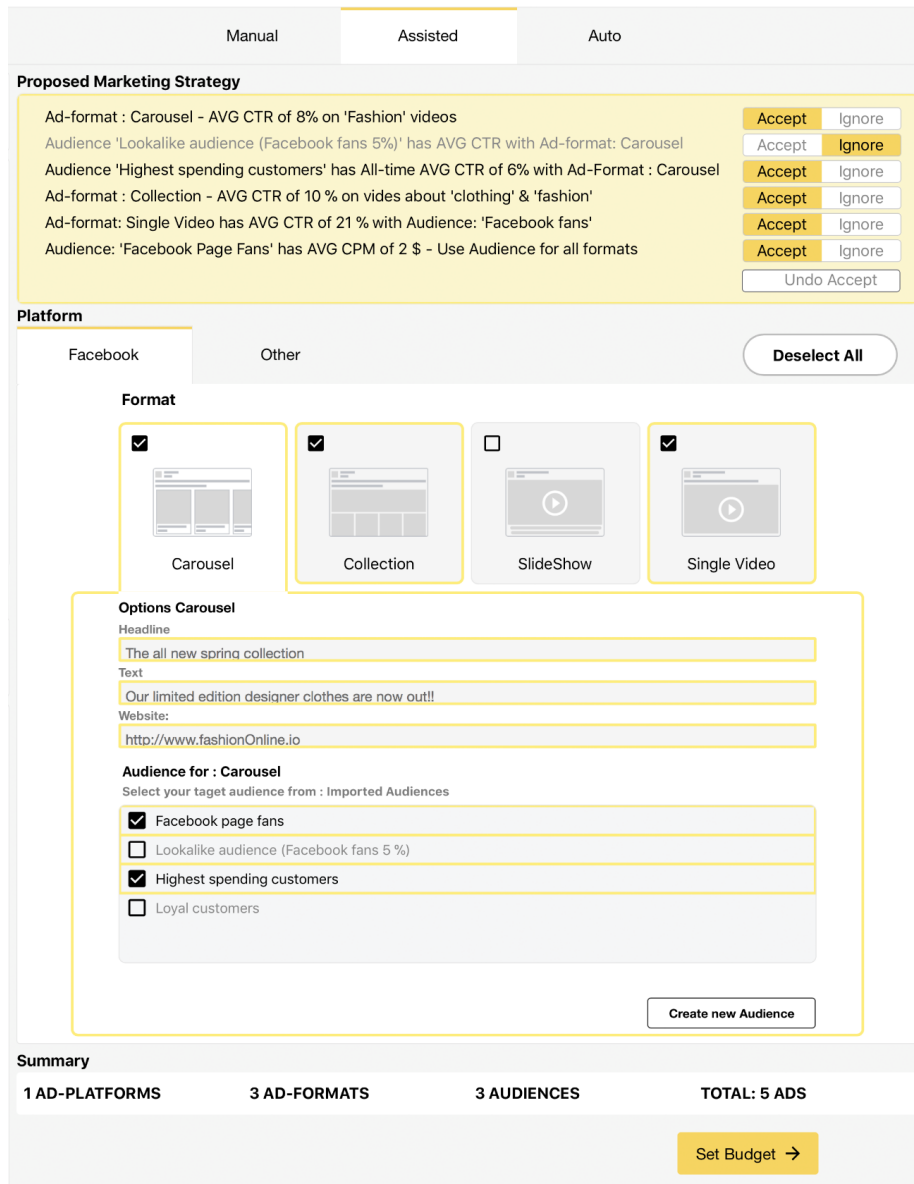 Manual Assisted Auto
Proposed Marketing Strategy
Ad-format : Carousel - AVG CTR of 8% on 'Fashion' videos Accept Ignore
Audience 'Lookalike audience (Facebook fans 5%)' has AVG CTR with Ad-format: Carousel Accept Ignore
Audience 'Highest spending customers' has All-time AVG CTR of 6% with Ad-Format : Carousel Accept Ignore
Ad-format : Collection - AVG CTR of 10 % on vides about 'clothing' & 'fashion' Accept Ignore
Ad-format: Single Video has AVG CTR of 21 % with Audience: 'Facebook fans' Accept Ignore
Audience: 'Facebook Page Fans' has AVG CPM of 2 $ - Use Audience for all formats Accept Ignore
Undo Accept
Platform
Facebook Other Deselect All
Format
Carousel Collection SlideShow Single Video
Options Carousel
Headline
The all new spring collection
Text
Our limited edition designer clothes are now out!!
Website:
http://www.fashionOnline.io
Audience for : Carousel
Select your taget audience from : Imported Audiences
Facebook page fans
Lookalike audience (Facebook fans 5 %)
Highest spending customers
Loyal customers
Create new Audience
Summary
1 AD-PLATFORMS 3 AD-FORMATS 3 AUDIENCES TOTAL: 5 ADS
Set Budget →